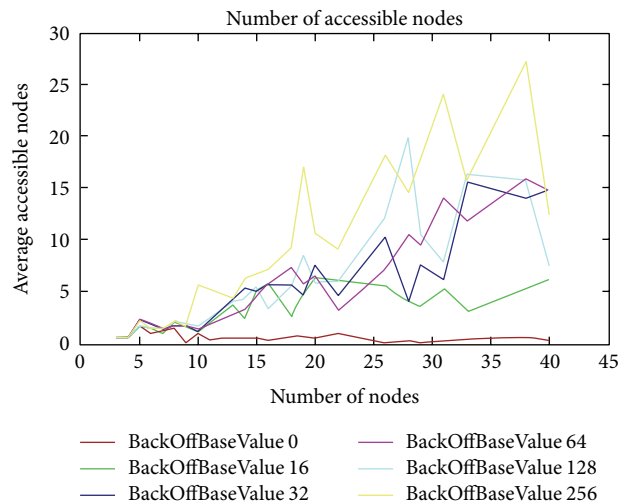 Number of accessible nodes
30
25
20
15
10
5
0
Average accessible nodes
0 5 10 15 20 25 30 35 40 45
Number of nodes
BackOffBaseValue 0 BackOffBaseValue 64
BackOffBaseValue 16 BackOffBaseValue 128
BackOffBaseValue 32 BackOffBaseValue 256